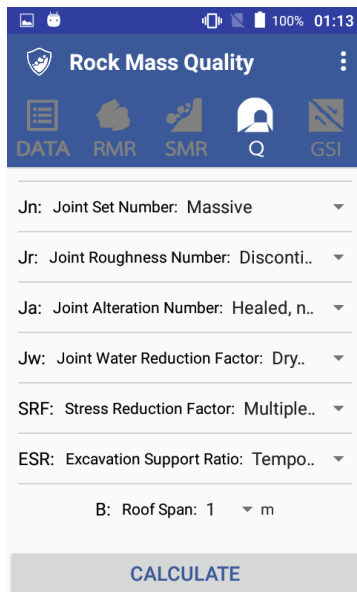 100% 01:13
Rock Mass Quality
DATA RMR SMR Q GSI
Jn: Joint Set Number: Massive
Jr: Joint Roughness Number: Disconti..
Ja: Joint Alteration Number: Healed, n..
Jw: Joint Water Reduction Factor: Dry..
SRF: Stress Reduction Factor: Multiple..
ESR: Excavation Support Ratio: Tempo..
B: Roof Span: 1 m
CALCULATE